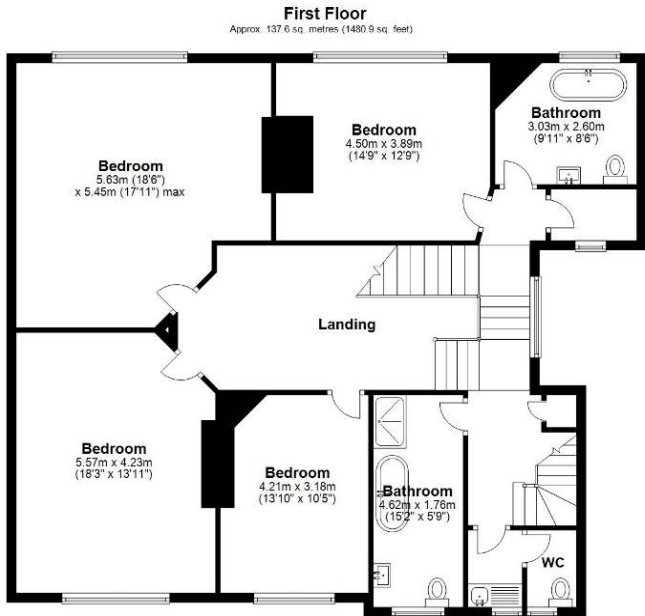 First Floor
Approx. 137.6 sq. metres (1480.9 sq. feet)
Bedroom
5.63m (18'6")
x 5.45m (17'11") max
Bedroom
4.50m x 3.89m
(14'9" x 12'9")
Bathroom
3.03m x 2.60m
(9'11" x 8'6")
Landing
Bedroom
5.57m x 4.23m
(18'3" x 13'11")
Bedroom
4.21m x 3.18m
(13'10" x 10'5")
Bathroom
4.62m x 1.76m
(15'2" x 5'9")
WC